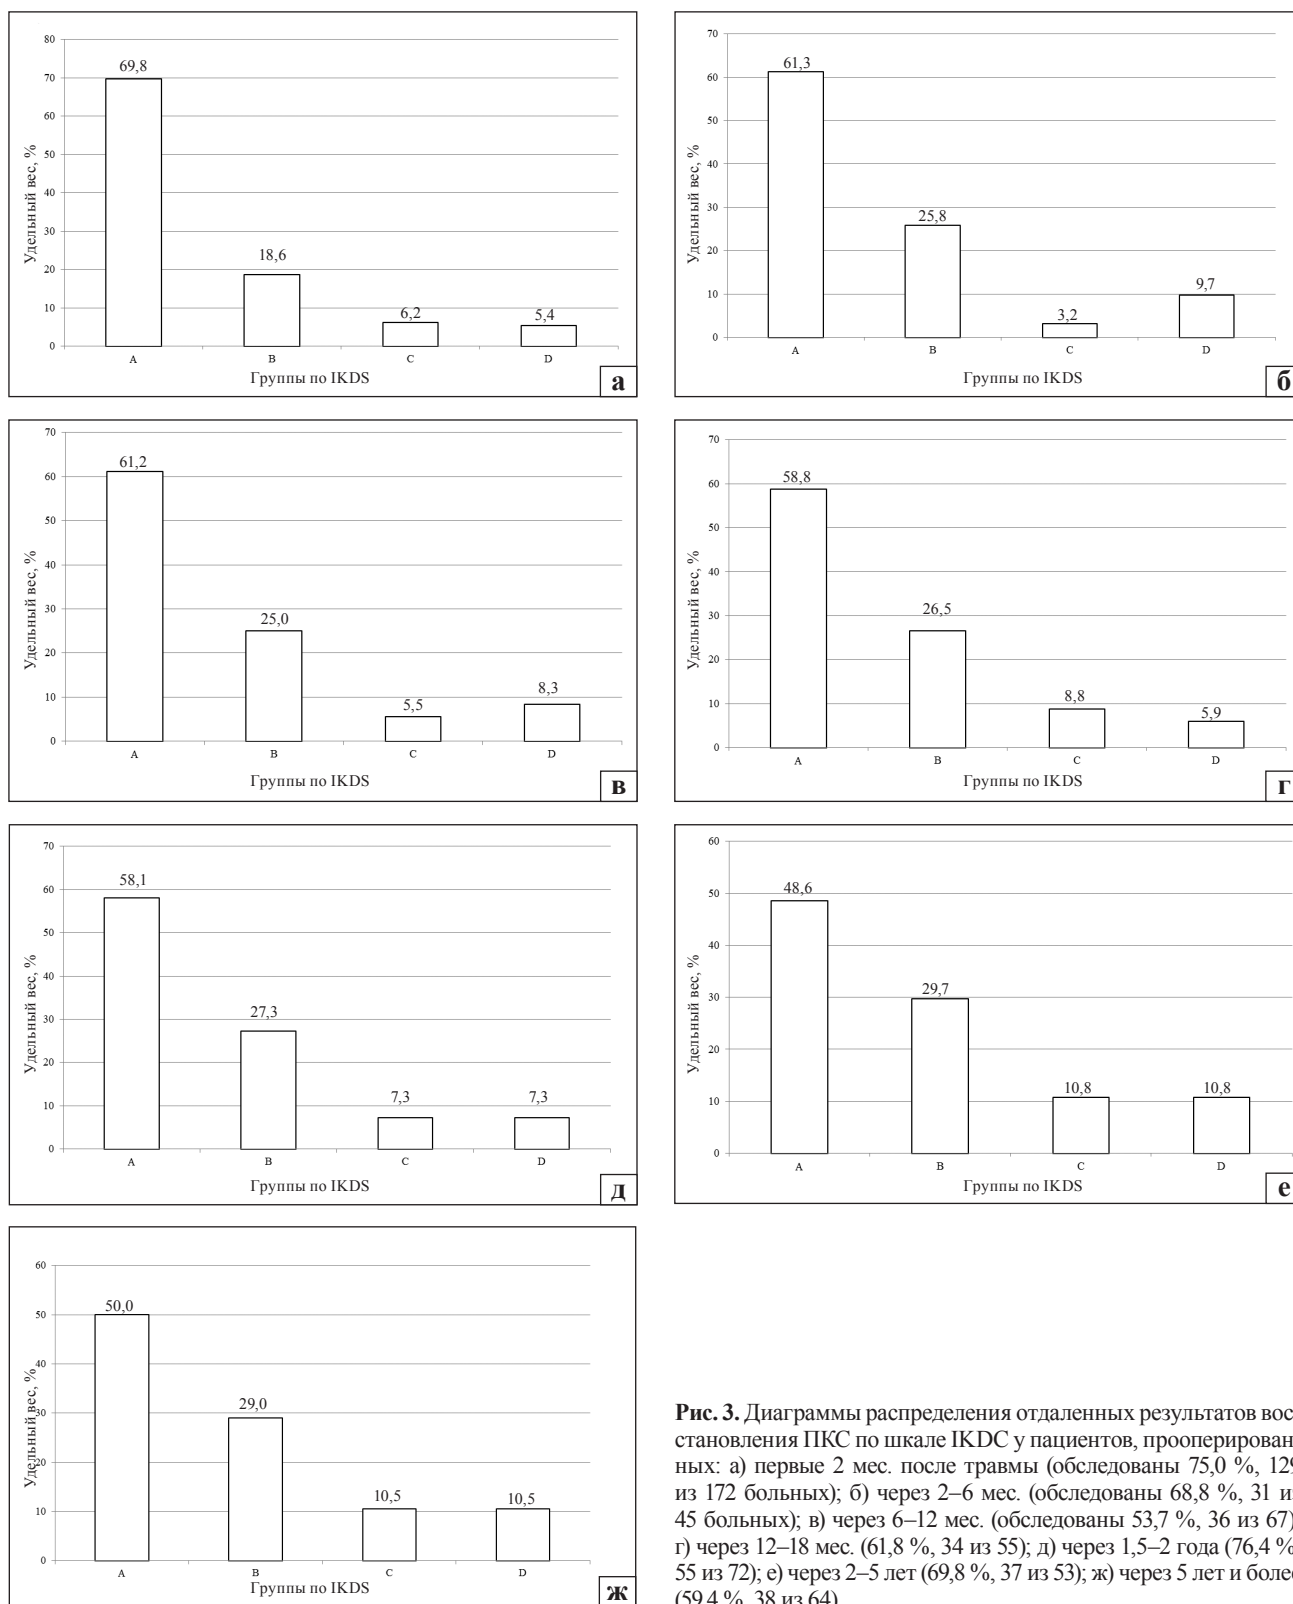 80
70
60
50
40
30
20
10
0
Удельный вес, %
69,8
18,6
6,2
5,4
A
B
C
D
Группы по IKDS
а
70
60
50
40
30
20
10
0
Удельный вес, %
61,3
25,8
3,2
9,7
A
B
C
D
Группы по IKDS
б
70
60
50
40
30
20
10
0
Удельный вес, %
61,2
25,0
5,5
8,3
A
B
C
D
Группы по IKDS
в
70
60
50
40
30
20
10
0
Удельный вес, %
58,8
26,5
8,8
5,9
A
B
C
D
Группы по IKDS
г
70
60
50
40
30
20
10
0
Удельный вес, %
58,1
27,3
7,3
7,3
A
B
C
D
Группы по IKDS
д
60
50
40
30
20
10
0
Удельный вес, %
48,6
29,7
10,8
10,8
A
B
C
D
Группы по IKDS
е
60
50
40
30
20
10
0
Удельный вес, %
50,0
29,0
10,5
10,5
A
B
C
D
Группы по IKDS
ж
Рис. 3. Диаграммы распределения отдаленных результатов вос-
становления ПКС по шкале IKDC у пациентов, прооперирован-
ных: а) первые 2 мес. после травмы (обследованы 75,0 %, 129
из 172 больных); б) через 2–6 мес. (обследованы 68,8 %, 31 из
45 больных); в) через 6–12 мес. (обследованы 53,7 %, 36 из 67)
г) через 12–18 мес. (61,8 %, 34 из 55); д) через 1,5–2 года (76,4 %
55 из 72); е) через 2–5 лет (69,8 %, 37 из 53); ж) через 5 лет и более
(59,4 %, 38 из 64)